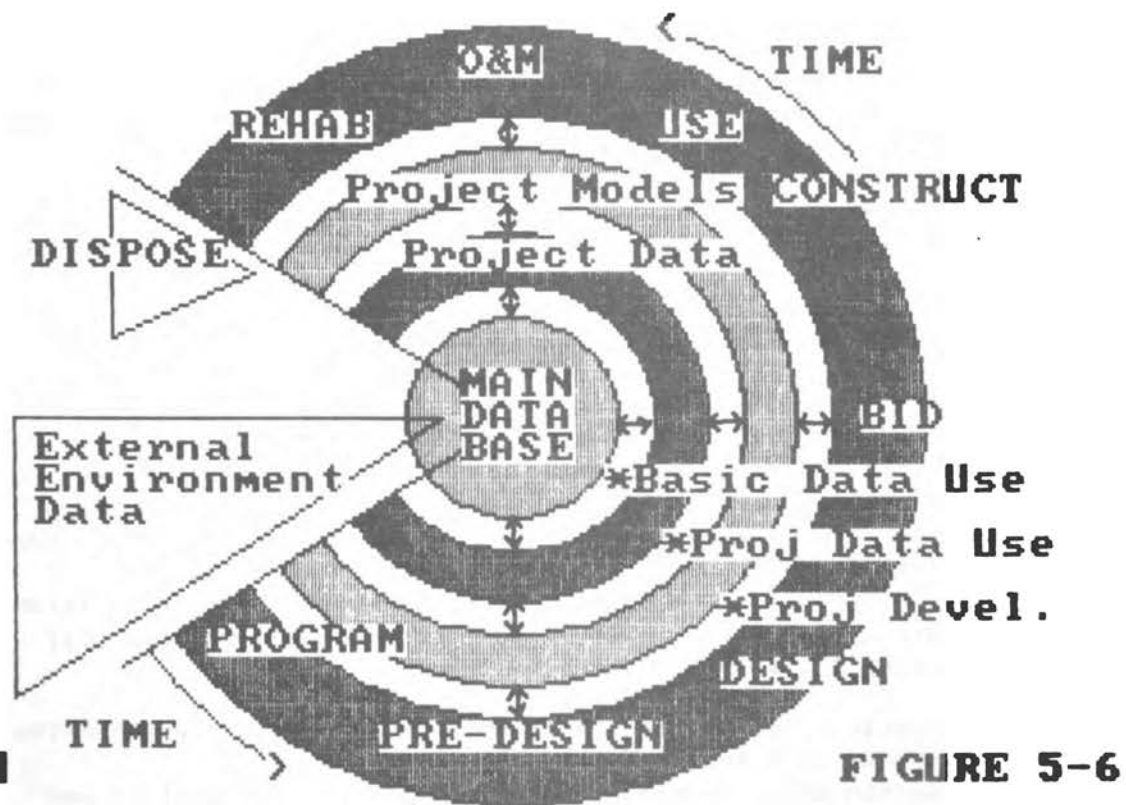 O&M
TIME
REHAB
USE
Project Models
CONSTRUCT
DISPOSE
Project Data
MAIN
DATA
BASE
BID
External
Environment
Data
*Basic Data Use
*Proj Data Use
*Proj Devel.
PROGRAM
DESIGN
TIME
PRE-DESIGN
FIGURE 5-6